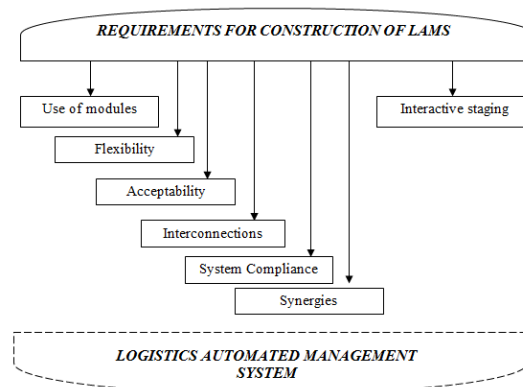 REQUIREMENTS FOR CONSTRUCTION OF LAMS
Use of modules
Interactive staging
Flexibility
Acceptability
Interconnections
System Compliance
Synergies
LOGISTICS AUTOMATED MANAGEMENT
SYSTEM